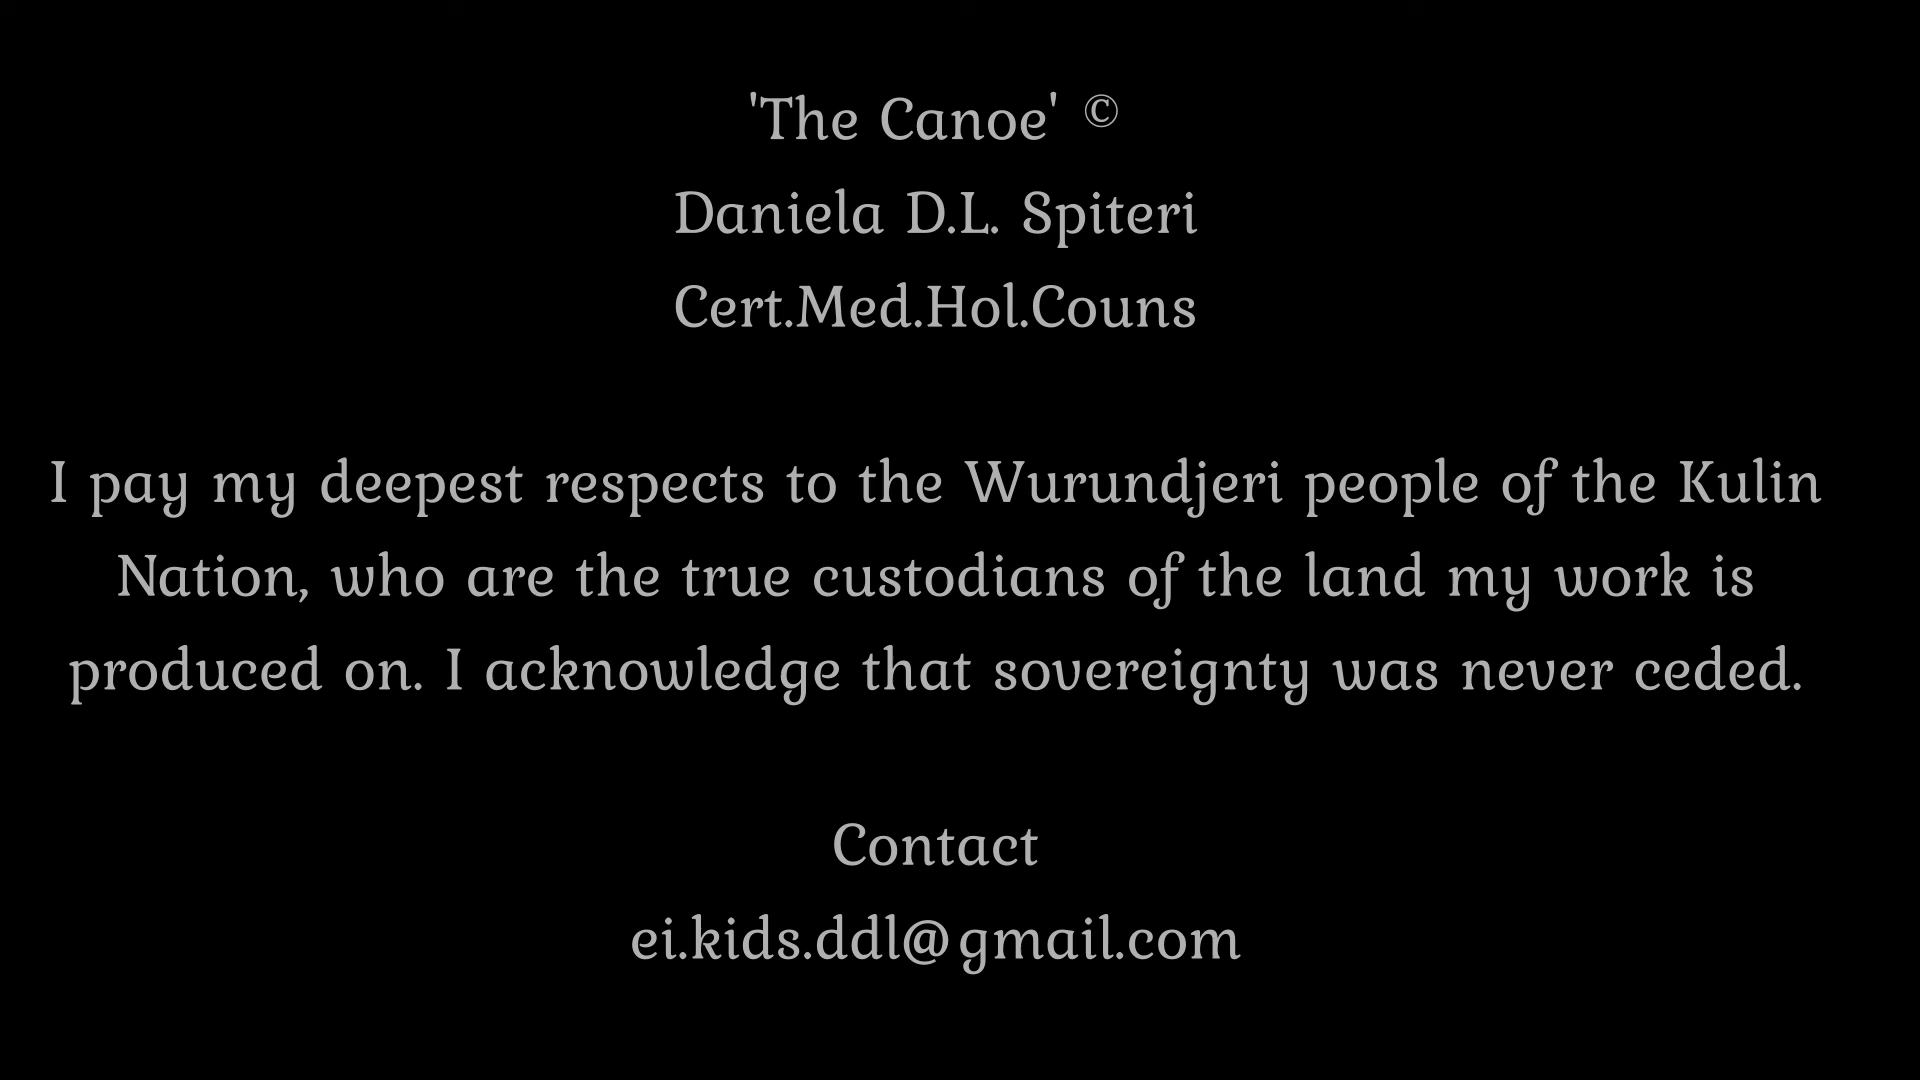 'The Canoe' ©
Daniela D.L. Spiteri
Cert.Med.Hol.Couns
I pay my deepest respects to the Wurundjeri people of the Kulin
Nation, who are the true custodians of the land my work is
produced on. I acknowledge that sovereignty was never ceded.
Contact
ei.kids.ddl@gmail.com